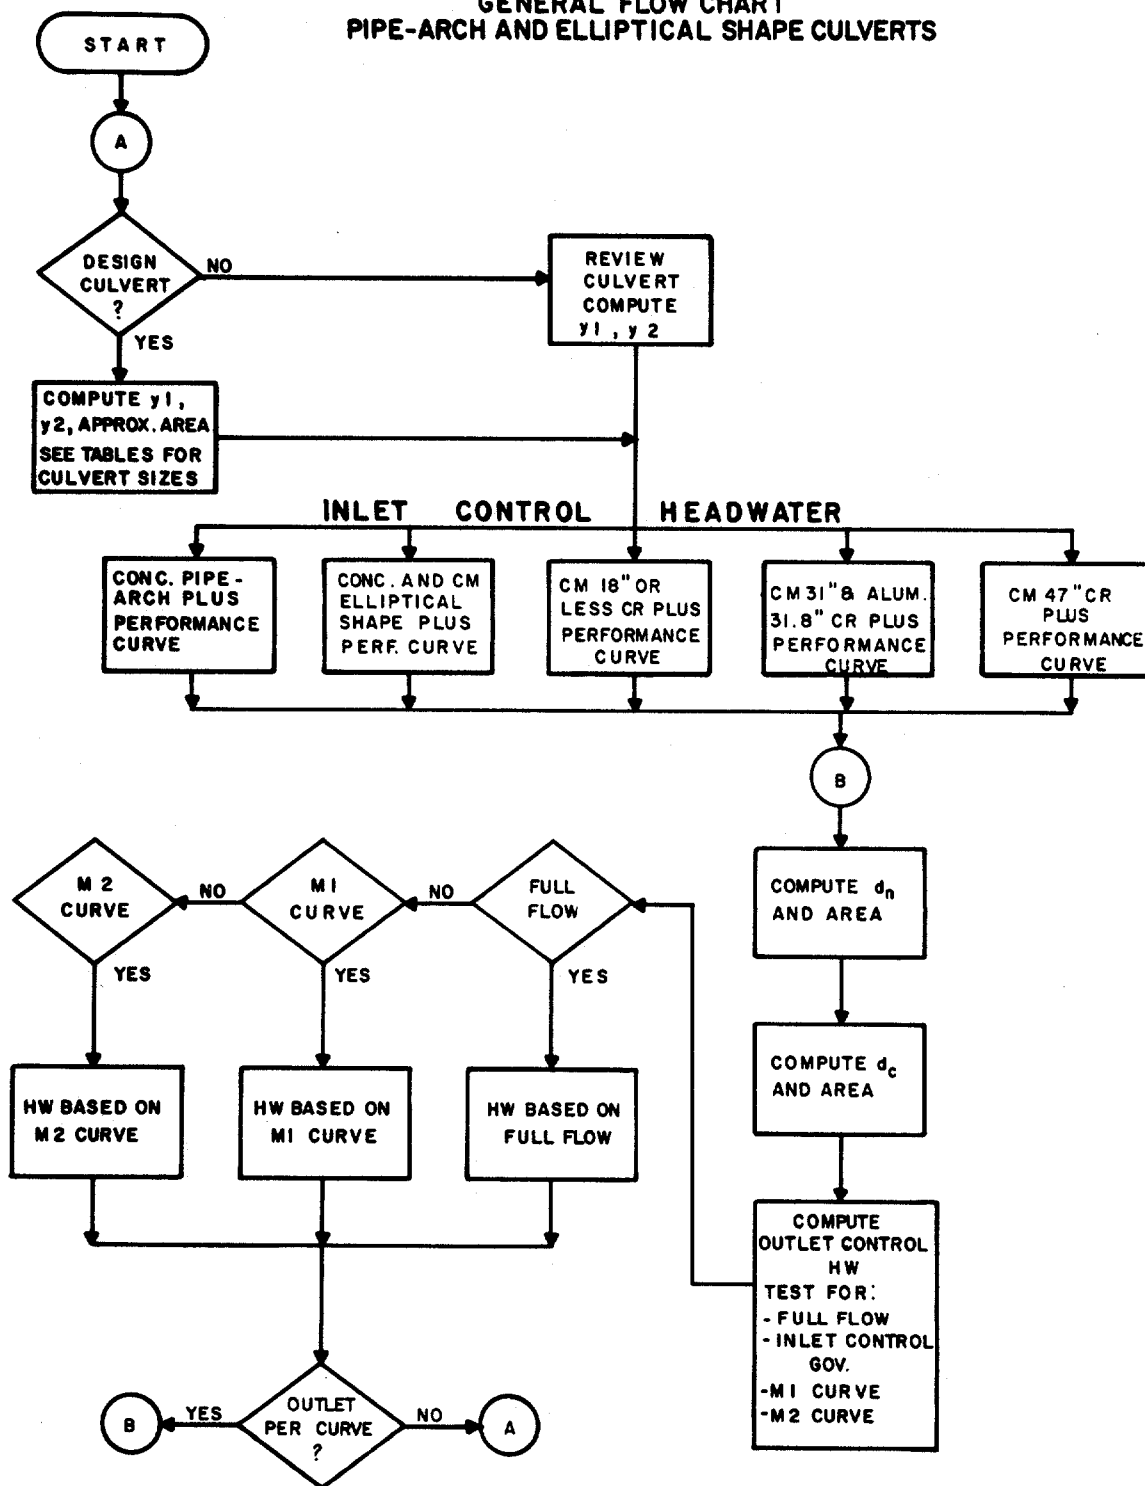 GENERAL FLOW CHART
PIPE-ARCH AND ELLIPTICAL SHAPE CULVERTS
START
A
DESIGN
CULVERT
?
NO
YES
REVIEW
CULVERT
COMPUTE
y1, y2
COMPUTE y1,
y2, APPROX. AREA
SEE TABLES FOR
CULVERT SIZES
INLET CONTROL HEADWATER
CONC. PIPE-
ARCH PLUS
PERFORMANCE
CURVE
CONC. AND CM
ELLIPTICAL
SHAPE PLUS
PERF. CURVE
CM 18" OR
LESS CR PLUS
PERFORMANCE
CURVE
CM 31" & ALUM.
31.8" CR PLUS
PERFORMANCE
CURVE
CM 47" CR
PLUS
PERFORMANCE
CURVE
B
COMPUTE dn
AND AREA
COMPUTE dc
AND AREA
COMPUTE
OUTLET CONTROL
HW
TEST FOR:
- FULL FLOW
- INLET CONTROL
GOV.
-M1 CURVE
-M2 CURVE
FULL
FLOW
NO
YES
M1
CURVE
NO
YES
M2
CURVE
YES
HW BASED ON
M2 CURVE
HW BASED ON
M1 CURVE
HW BASED ON
FULL FLOW
OUTLET
PER CURVE
?
YES
B
NO
A